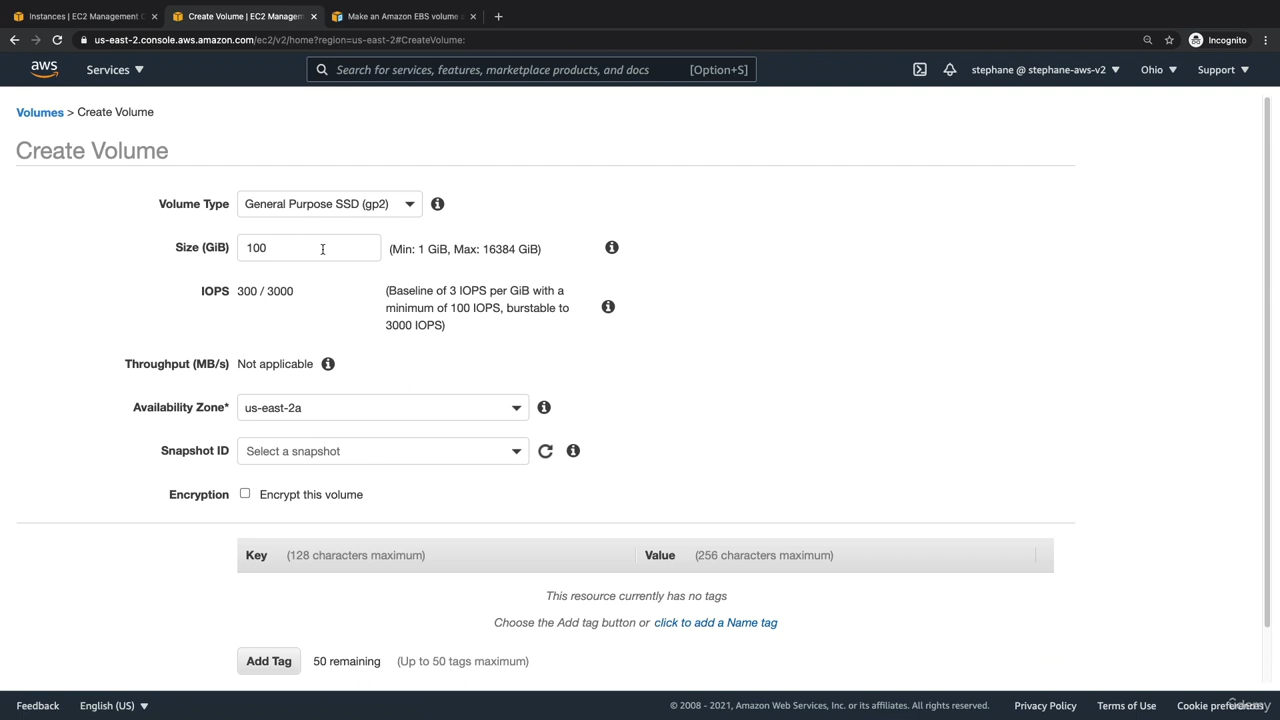 Instances | EC2 Management C
Create Volume | EC2 Managem
Make an Amazon EBS volume a
us-east-2.console.aws.amazon.com/ec2/v2/home?region=us-east-2#CreateVolume:
Incognito
aws
Services
Search for services, features, marketplace products, and docs
[Option+S]
stephane @ stephane-aws-v2
Ohio
Support
Volumes > Create Volume
Create Volume
Volume Type
General Purpose SSD (gp2)
Size (GiB)
100
(Min: 1 GiB, Max: 16384 GiB)
IOPS
300 / 3000
(Baseline of 3 IOPS per GiB with a
minimum of 100 IOPS, burstable to
3000 IOPS)
Throughput (MB/s)
Not applicable
Availability Zone*
us-east-2a
Snapshot ID
Select a snapshot
Encryption
Encrypt this volume
Key
(128 characters maximum)
Value
(256 characters maximum)
This resource currently has no tags
Choose the Add tag button or click to add a Name tag
Add Tag
50 remaining
(Up to 50 tags maximum)
Feedback
English (US)
© 2008 - 2021, Amazon Web Services, Inc. or its affiliates. All rights reserved.
Privacy Policy
Terms of Use
Cookie preferences
Udemy